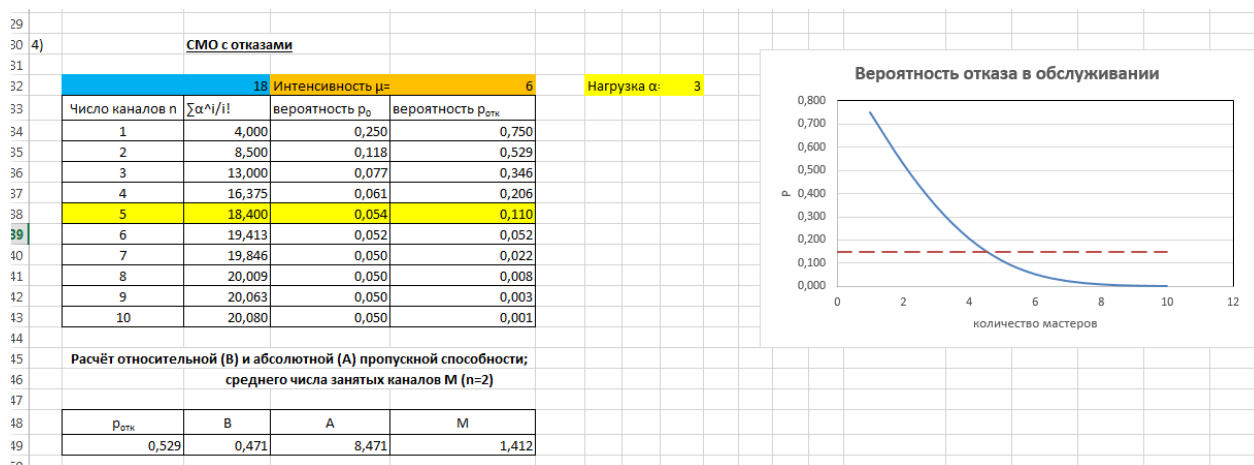 29
30 4) СМО с отказами
31
32 18 Интенсивность μ= 6 Нагрузка α: 3
33 Число каналов n ∑α^i/i! вероятность p₀ вероятность pₒₜₖ
34 1 4,000 0,250 0,750
35 2 8,500 0,118 0,529
36 3 13,000 0,077 0,346
37 4 16,375 0,061 0,206
38 5 18,400 0,054 0,110
39 6 19,413 0,052 0,052
40 7 19,846 0,050 0,022
41 8 20,009 0,050 0,008
42 9 20,063 0,050 0,003
43 10 20,080 0,050 0,001
44
45 Расчёт относительной (B) и абсолютной (A) пропускной способности;
46 среднего числа занятых каналов M (n=2)
47
48 pₒₜₖ B A M
49 0,529 0,471 8,471 1,412
Вероятность отказа в обслуживании
0,800
0,700
0,600
0,500
P 0,400
0,300
0,200
0,100
0,000
0 2 4 6 8 10 12
количество мастеров